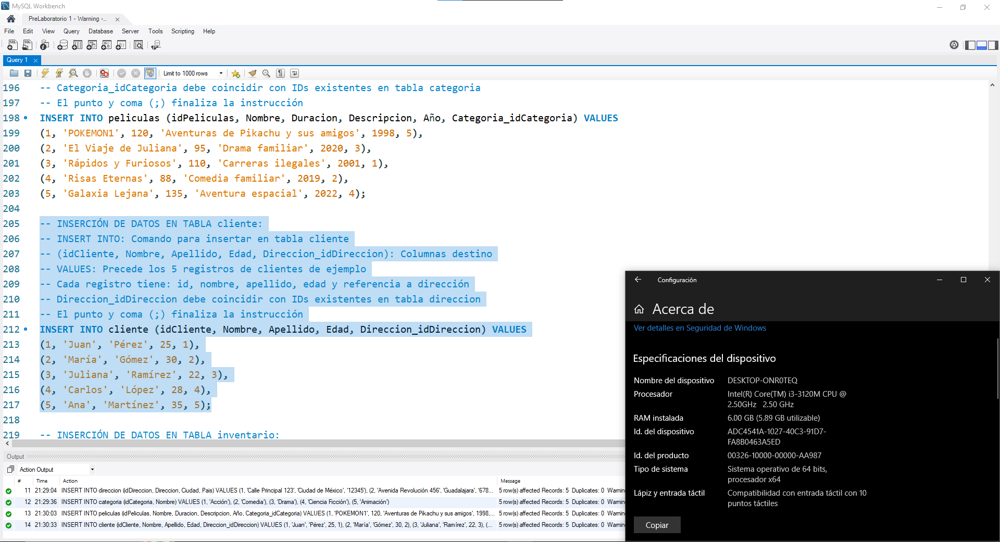 MySQL Workbench
PreLaboratorio 1 - Warning -...
File Edit View Query Database Server Tools Scripting Help
Query 1
Limit to 1000 rows
196 -- Categoria_idCategoria debe coincidir con IDs existentes en tabla categoria
197 -- El punto y coma (;) finaliza la instrucción
198 INSERT INTO peliculas (idPeliculas, Nombre, Duracion, Descripcion, Año, Categoria_idCategoria) VALUES
199 (1, 'POKEMON1', 120, 'Aventuras de Pikachu y sus amigos', 1998, 5),
200 (2, 'El Viaje de Juliana', 95, 'Drama familiar', 2020, 3),
201 (3, 'Rápidos y Furiosos', 110, 'Carreras ilegales', 2001, 1),
202 (4, 'Risas Eternas', 88, 'Comedia familiar', 2019, 2),
203 (5, 'Galaxia Lejana', 135, 'Aventura espacial', 2022, 4);
204
205 -- INSERCIÓN DE DATOS EN TABLA cliente:
206 -- INSERT INTO: Comando para insertar en tabla cliente
207 -- (idCliente, Nombre, Apellido, Edad, Direccion_idDireccion): Columnas destino
208 -- VALUES: Precede los 5 registros de clientes de ejemplo
209 -- Cada registro tiene: id, nombre, apellido, edad y referencia a dirección
210 -- Direccion_idDireccion debe coincidir con IDs existentes en tabla direccion
211 -- El punto y coma (;) finaliza la instrucción
212 INSERT INTO cliente (idCliente, Nombre, Apellido, Edad, Direccion_idDireccion) VALUES
213 (1, 'Juan', 'Pérez', 25, 1),
214 (2, 'María', 'Gómez', 30, 2),
215 (3, 'Juliana', 'Ramírez', 22, 3),
216 (4, 'Carlos', 'López', 28, 4),
217 (5, 'Ana', 'Martínez', 35, 5);
218
219 -- INSERCIÓN DE DATOS EN TABLA inventario:
Output
Action Output
# Time Action Message
11 21:29:04 INSERT INTO direccion (idDireccion, Direccion, Ciudad, Pais) VALUES (1, 'Calle Principal 123', 'Ciudad de México', '12345'), (2, 'Avenida Revolución 456', 'Guadalajara', '678... 5 row(s) affected Records: 5 Duplicates: 0 Warnin
12 21:29:36 INSERT INTO categoria (idCategoria, Nombre) VALUES (1, 'Acción'), (2, 'Comedia'), (3, 'Drama'), (4, 'Ciencia Ficción'), (5, 'Animación') 5 row(s) affected Records: 5 Duplicates: 0 Warnin
13 21:30:03 INSERT INTO peliculas (idPeliculas, Nombre, Duracion, Descripcion, Año, Categoria_idCategoria) VALUES (1, 'POKEMON1', 120, 'Aventuras de Pikachu y sus amigos', 1998,... 5 row(s) affected Records: 5 Duplicates: 0 Warnin
14 21:30:33 INSERT INTO cliente (idCliente, Nombre, Apellido, Edad, Direccion_idDireccion) VALUES (1, 'Juan', 'Pérez', 25, 1), (2, 'María', 'Gómez', 30, 2), (3, 'Juliana', 'Ramírez', 22, 3), (... 5 row(s) affected Records: 5 Duplicates: 0 Warnin
Configuración
Acerca de
Ver detalles en Seguridad de Windows
Especificaciones del dispositivo
Nombre del dispositivo DESKTOP-ONR0TEQ
Procesador Intel(R) Core(TM) i3-3120M CPU @
2.50GHz 2.50 GHz
RAM instalada 6.00 GB (5.89 GB utilizable)
Id. del dispositivo ADC4541A-1027-40C3-91D7-
FA8B0463A5ED
Id. del producto 00326-10000-00000-AA987
Tipo de sistema Sistema operativo de 64 bits,
procesador x64
Lápiz y entrada táctil Compatibilidad con entrada táctil con 10
puntos táctiles
Copiar